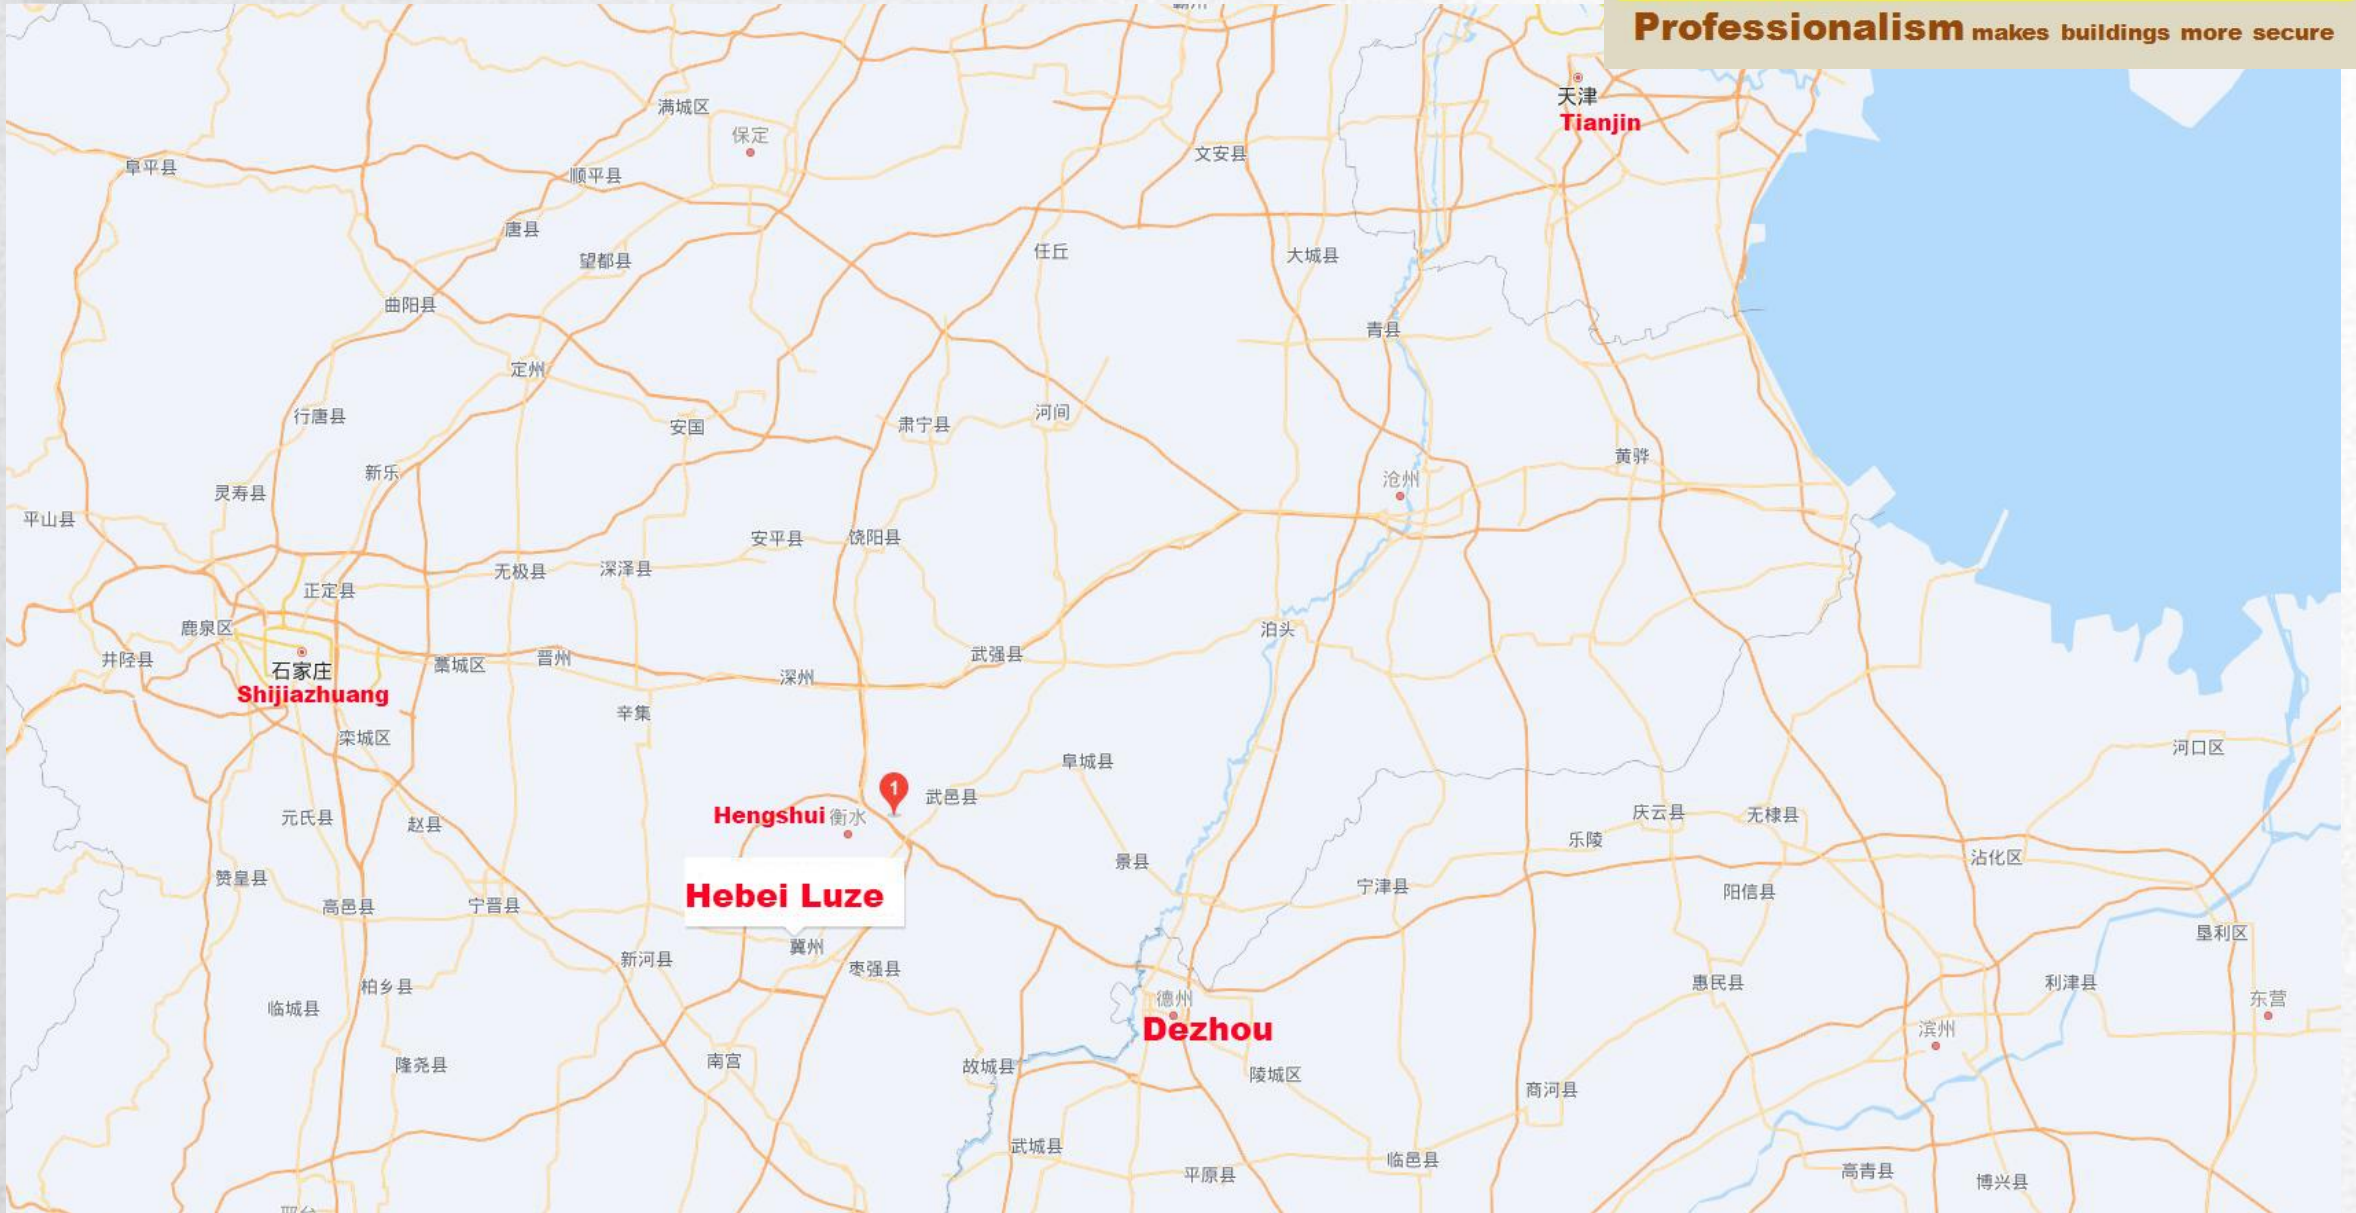 Professionalism makes buildings more secure
天津
Tianjin
满城区
保定
文安县
阜平县
顺平县
唐县
任丘
大城县
望都县
曲阳县
青县
定州
行唐县
安国
肃宁县
河间
黄骅
新乐
沧州
灵寿县
平山县
安平县
饶阳县
无极县
深泽县
正定县
鹿泉区
泊头
井陉县
石家庄
Shijiazhuang
藁城区
晋州
深州
武强县
辛集
栾城区
河口区
阜城县
1
武邑县
Hengshui 衡水
元氏县
赵县
庆云县
无棣县
乐陵
沾化区
景县
赞皇县
宁津县
阳信县
Hebei Luze
高邑县
宁晋县
垦利区
冀州
新河县
枣强县
柏乡县
惠民县
利津县
德州
东营
临城县
Dezhou
滨州
隆尧县
南宫
故城县
陵城区
商河县
武城县
临邑县
平原县
高青县
博兴县